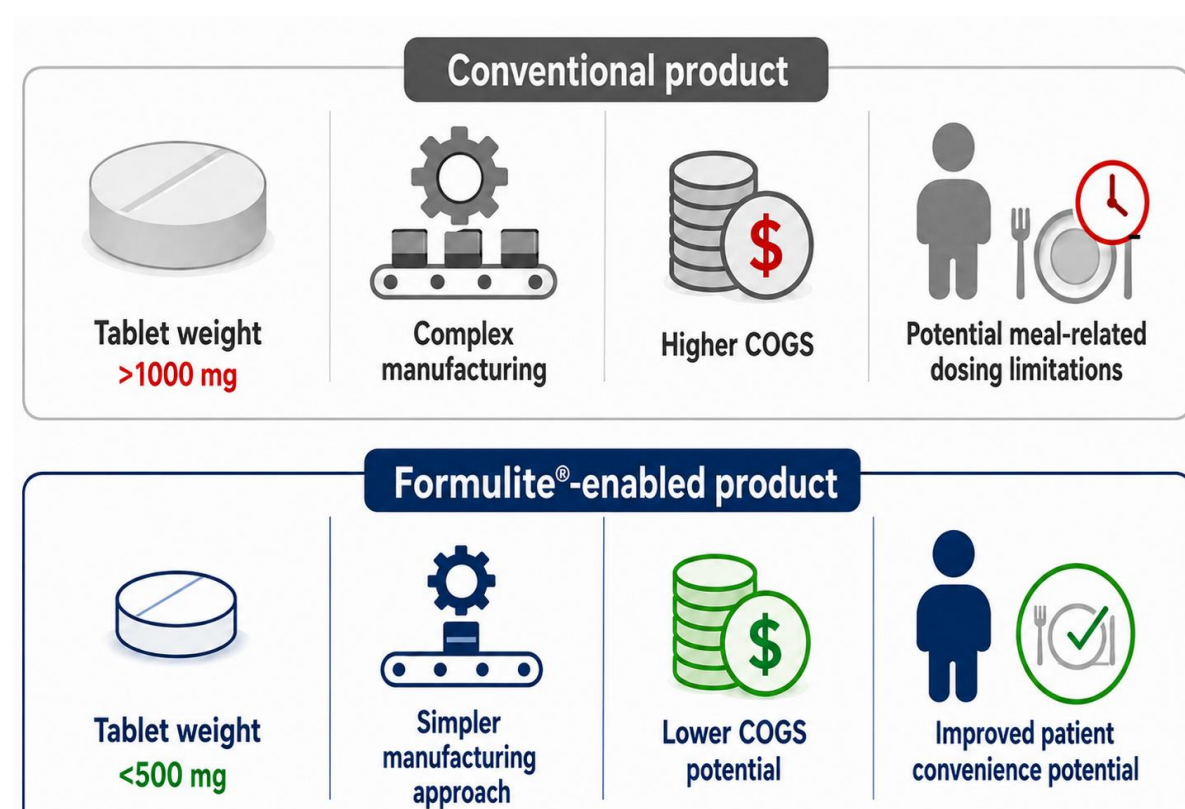 Conventional product
Tablet weight
>1000 mg
Complex
manufacturing
$
Higher COGS
Potential meal-related
dosing limitations
Formulite®-enabled product
Tablet weight
<500 mg
Simpler
manufacturing
approach
$
Lower COGS
potential
Improved patient
convenience potential